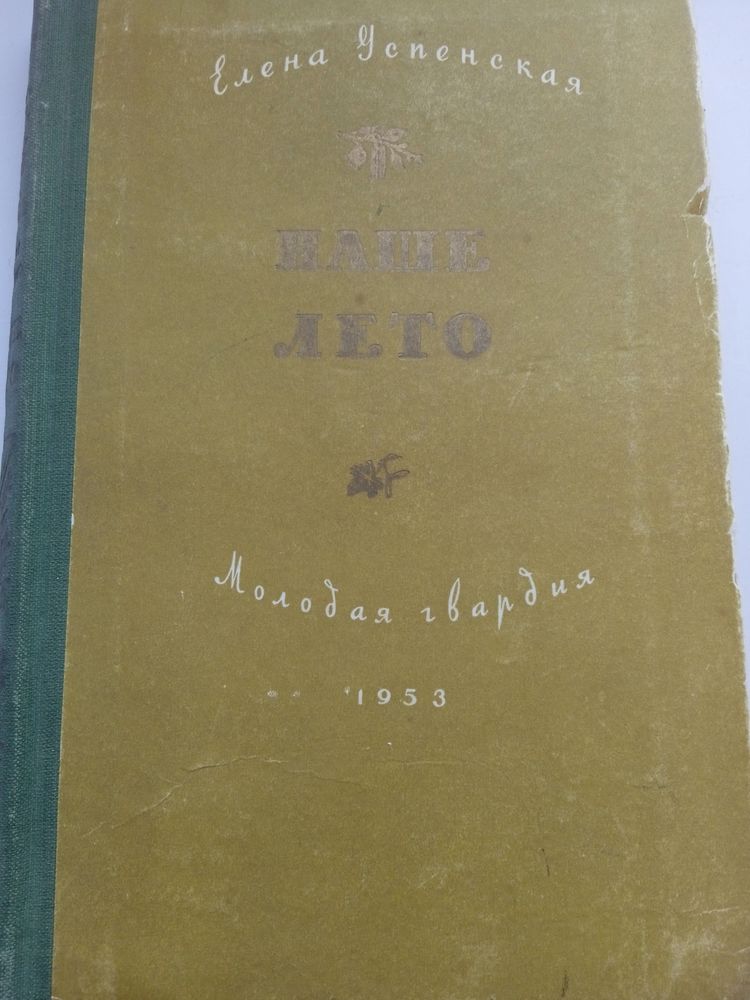 Елена Успенская
НАШЕ
ЛЕТО
Молодая гвардия
1953